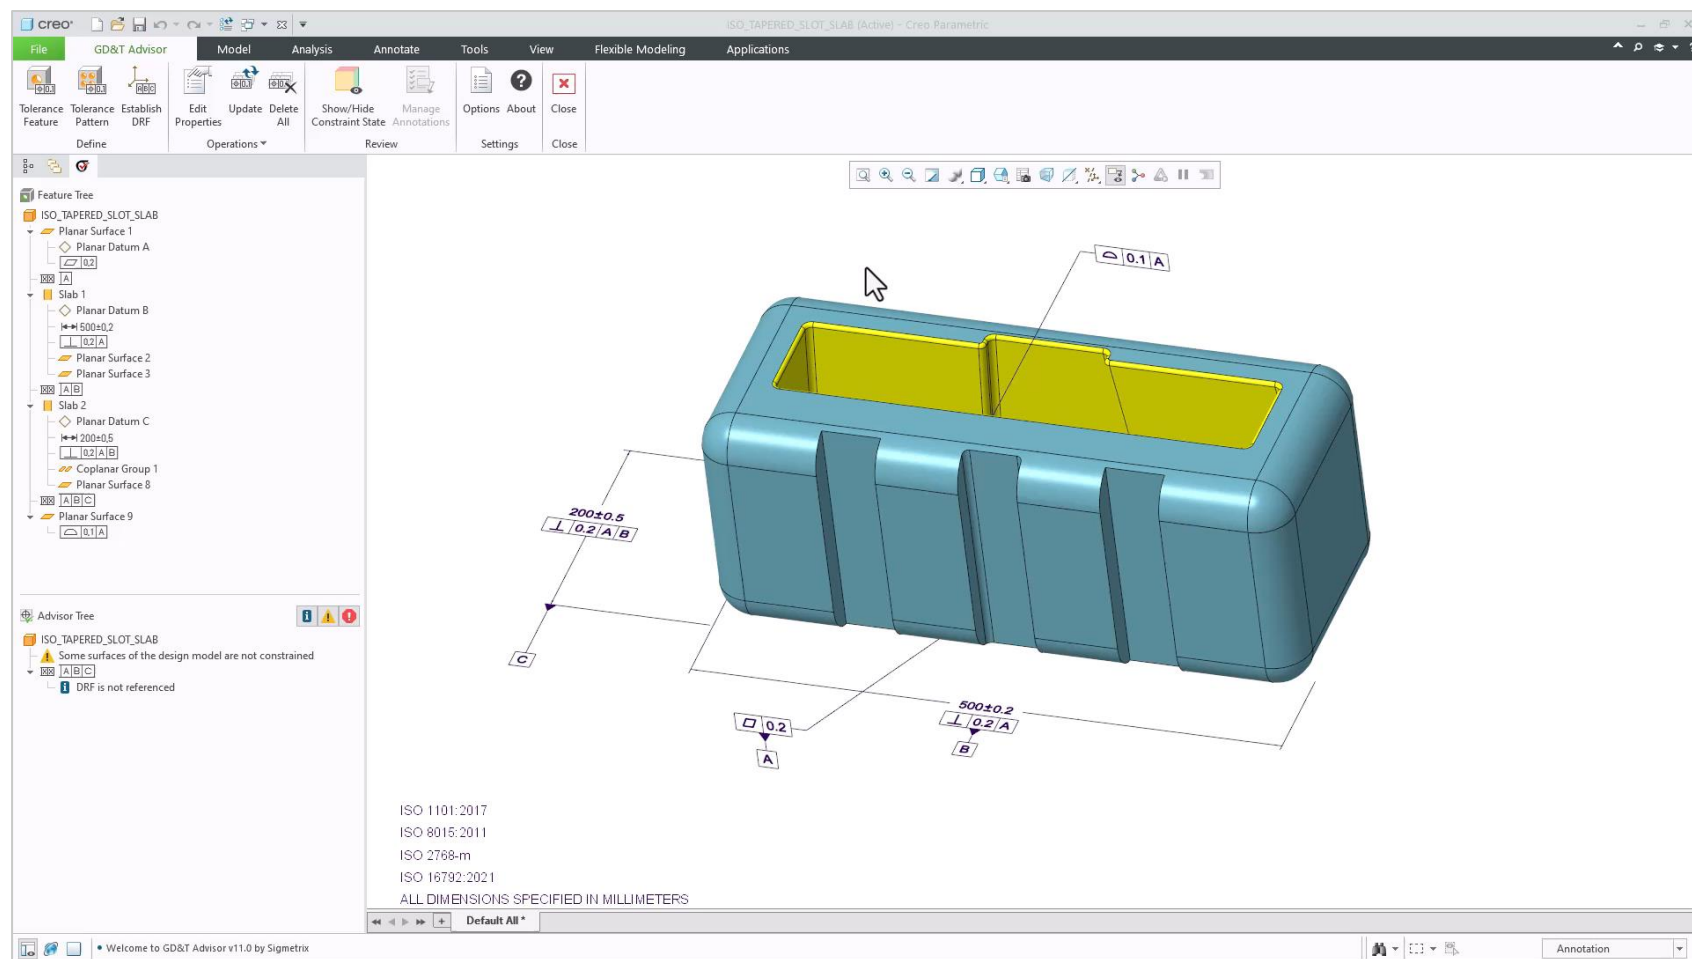 creo
ISO_TAPERED_SLOT_SLAB (Active) - Creo Parametric
File GD&T Advisor Model Analysis Annotate Tools View Flexible Modeling Applications
Tolerance Feature
Tolerance Pattern
Establish DRF
Edit Properties
Update
Delete All
Show/Hide Constraint State
Manage Annotations
Options
About
Close
Define Operations Review Settings Close
Feature Tree
ISO_TAPERED_SLOT_SLAB
Planar Surface 1
Planar Datum A
0,2
A
Slab 1
Planar Datum B
500±0,2
0,2 A
Planar Surface 2
Planar Surface 3
A B
Slab 2
Planar Datum C
200±0,5
0,2 A B
Coplanar Group 1
Planar Surface 8
A B C
Planar Surface 9
0,1 A
Advisor Tree
ISO_TAPERED_SLOT_SLAB
Some surfaces of the design model are not constrained
A B C
DRF is not referenced
0.1 A
200±0.5
0.2 A B
C
0.2
A
500±0.2
0.2 A
B
ISO 1101:2017
ISO 8015:2011
ISO 2768-m
ISO 16792:2021
ALL DIMENSIONS SPECIFIED IN MILLIMETERS
Default All *
• Welcome to GD&T Advisor v11.0 by Sigmetrix
Annotation